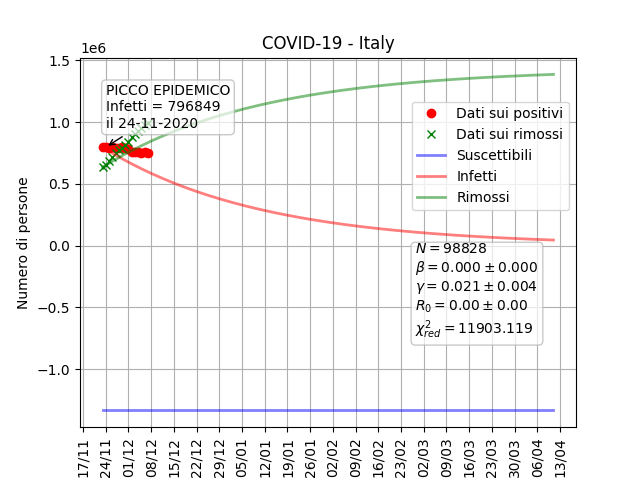 COVID-19 - Italy
1e6
1.5
1.0
0.5
0.0
−0.5
−1.0
Numero di persone
PICCO EPIDEMICO
Infetti = 796849
il 24-11-2020
Dati sui positivi
Dati sui rimossi
Suscettibili
Infetti
Rimossi
N = 98828
β = 0.000 ± 0.000
γ = 0.021 ± 0.004
R₀ = 0.00 ± 0.00
χ²red = 11903.119
17/11
24/11
01/12
08/12
15/12
22/12
29/12
05/01
12/01
19/01
26/01
02/02
09/02
16/02
23/02
02/03
09/03
16/03
23/03
30/03
06/04
13/04